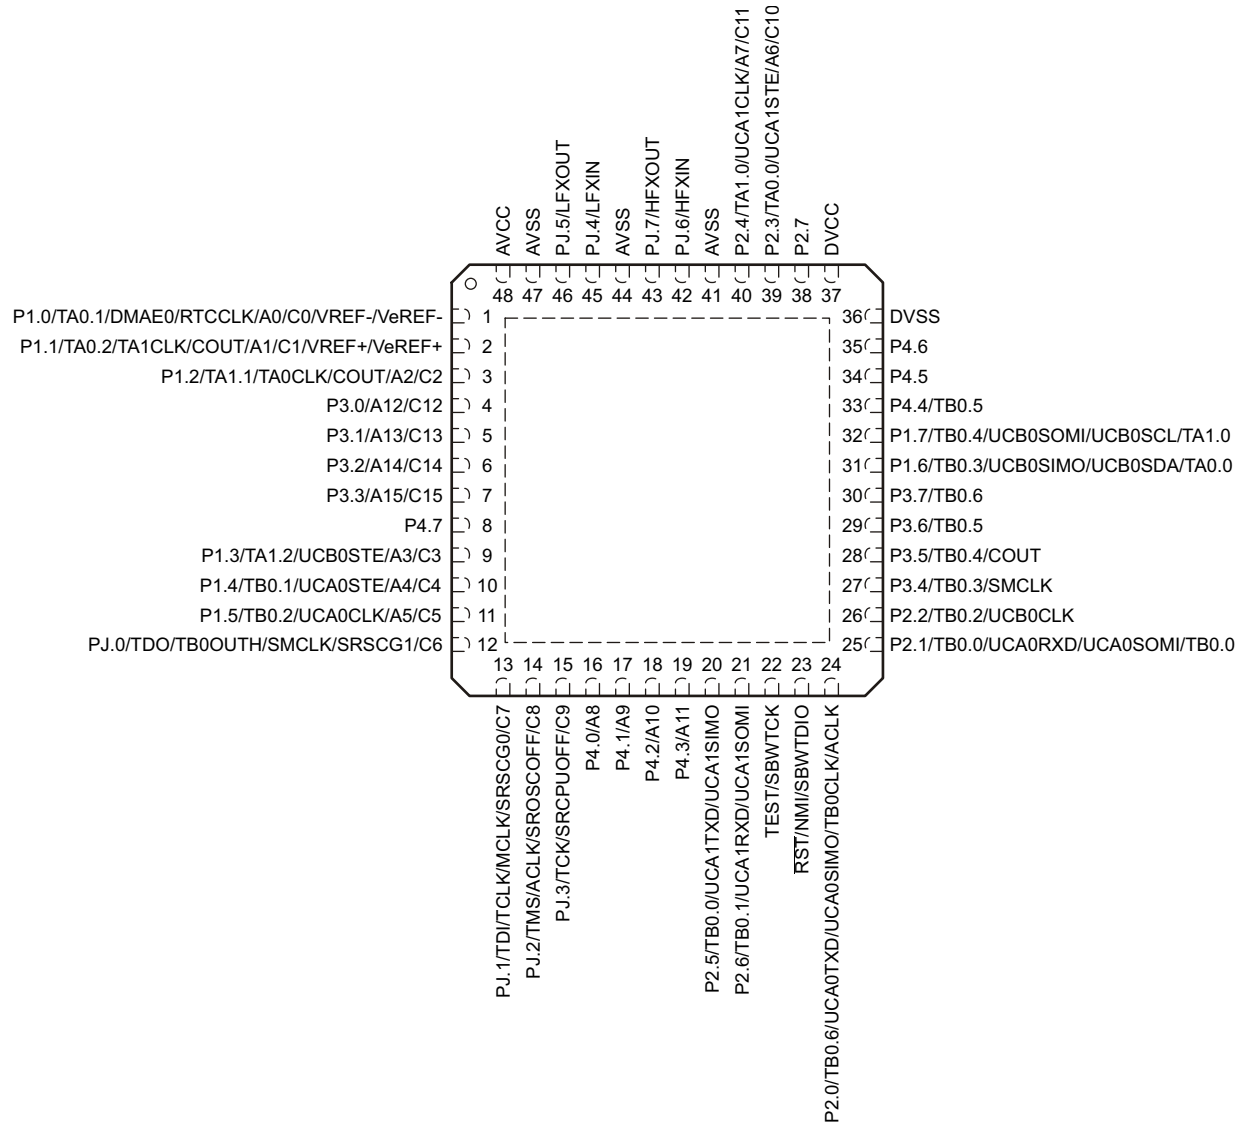 P2.4/TA1.0/UCA1CLK/A7/C11
P2.3/TA0.0/UCA1STE/A6/C10
AVCC
AVSS
PJ.5/LFXOUT
PJ.4/LFXIN
AVSS
PJ.7/HFXOUT
PJ.6/HFXIN
AVSS
P2.7
DVCC
48 47 46 45 44 43 42 41 40 39 38 37
P1.0/TA0.1/DMAE0/RTCCLK/A0/C0/VREF-/VeREF- 1
36 DVSS
P1.1/TA0.2/TA1CLK/COUT/A1/C1/VREF+/VeREF+ 2
35 P4.6
P1.2/TA1.1/TA0CLK/COUT/A2/C2 3
34 P4.5
P3.0/A12/C12 4
33 P4.4/TB0.5
P3.1/A13/C13 5
32 P1.7/TB0.4/UCB0SOMI/UCB0SCL/TA1.0
P3.2/A14/C14 6
31 P1.6/TB0.3/UCB0SIMO/UCB0SDA/TA0.0
P3.3/A15/C15 7
30 P3.7/TB0.6
P4.7 8
29 P3.6/TB0.5
P1.3/TA1.2/UCB0STE/A3/C3 9
28 P3.5/TB0.4/COUT
P1.4/TB0.1/UCA0STE/A4/C4 10
27 P3.4/TB0.3/SMCLK
P1.5/TB0.2/UCA0CLK/A5/C5 11
26 P2.2/TB0.2/UCB0CLK
PJ.0/TDO/TB0OUTH/SMCLK/SRSCG1/C6 12
25 P2.1/TB0.0/UCA0RXD/UCA0SOMI/TB0.0
13 14 15 16 17 18 19 20 21 22 23 24
PJ.1/TDI/TCLK/MCLK/SRSCG0/C7
PJ.2/TMS/ACLK/SROSCOFF/C8
PJ.3/TCK/SRCPUOFF/C9
P4.0/A8
P4.1/A9
P4.2/A10
P4.3/A11
P2.5/TB0.0/UCA1TXD/UCA1SIMO
P2.6/TB0.1/UCA1RXD/UCA1SOMI
TEST/SBWTCK
RST/NMI/SBWTDIO
P2.0/TB0.6/UCA0TXD/UCA0SIMO/TB0CLK/ACLK